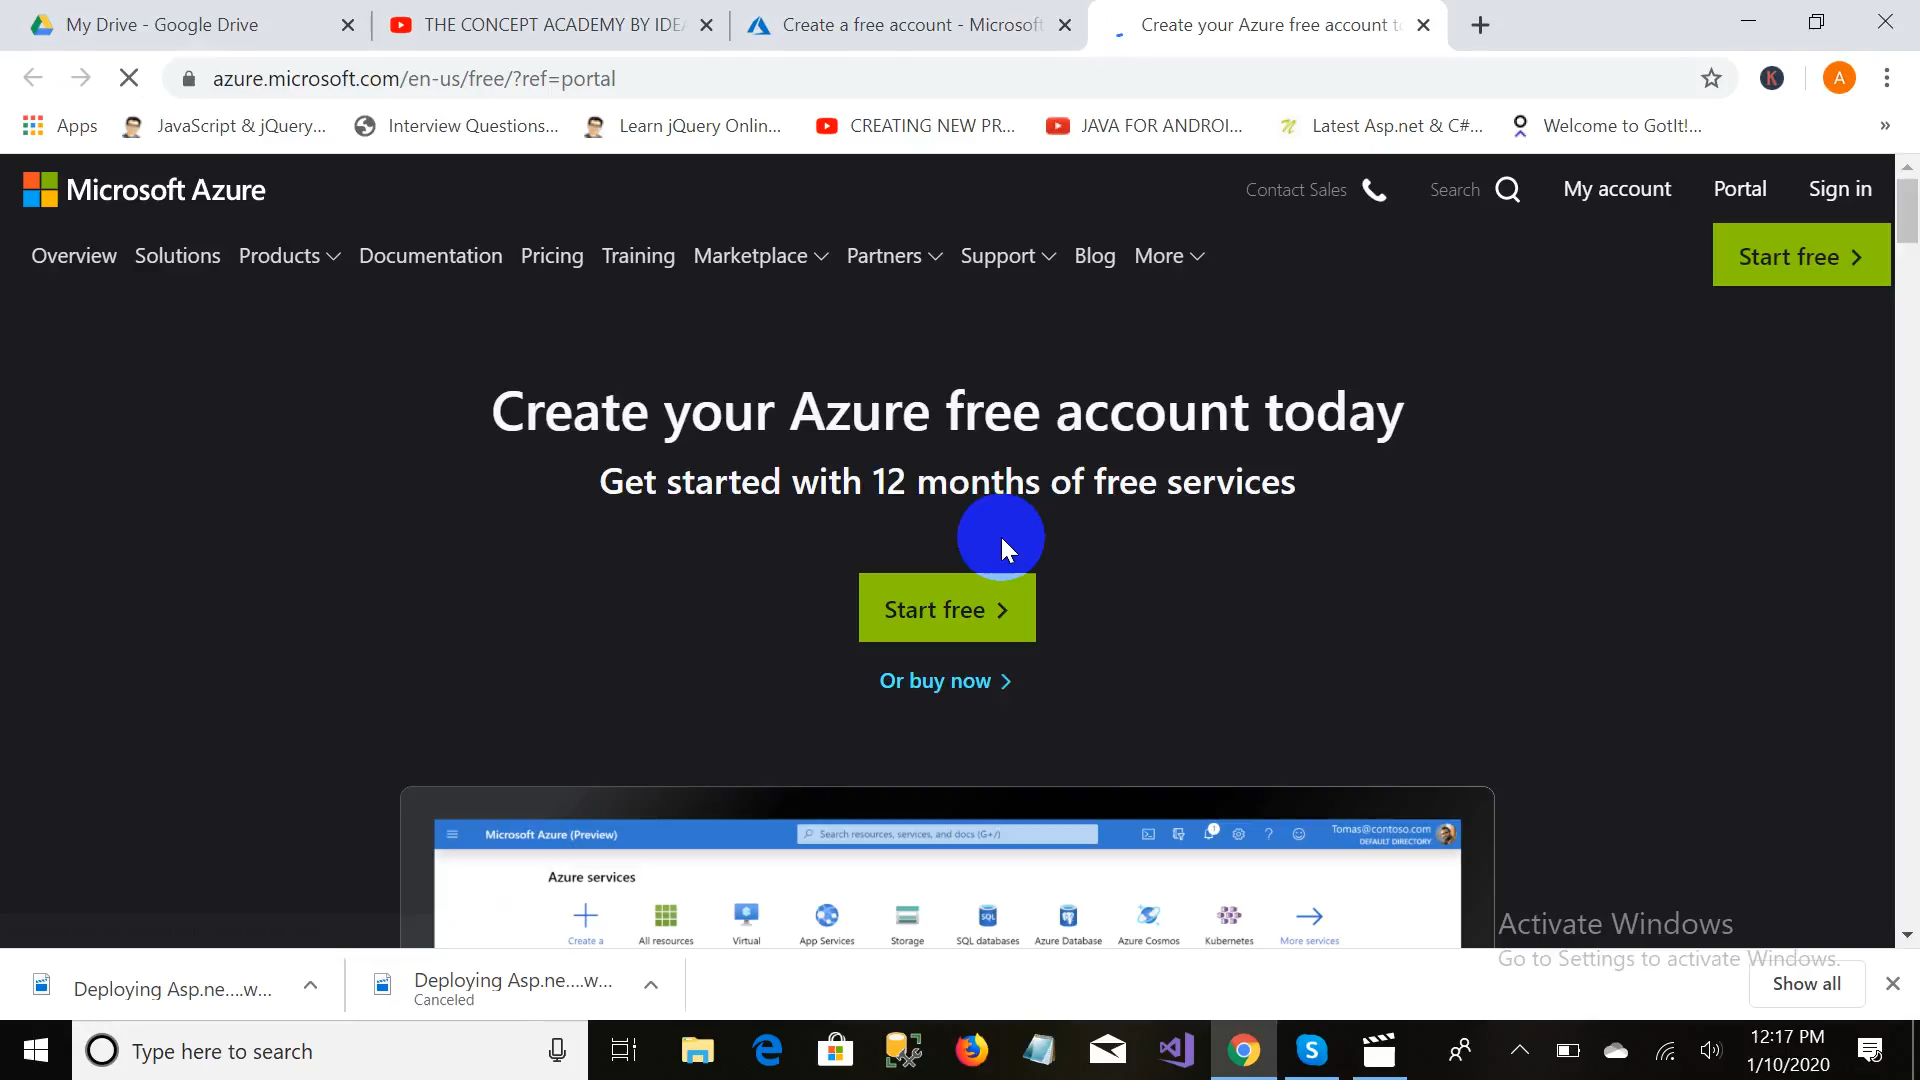 My Drive - Google Drive
THE CONCEPT ACADEMY BY IDEA
Create a free account - Microsoft
Create your Azure free account to
azure.microsoft.com/en-us/free/?ref=portal
K
A
Apps
JavaScript & jQuery...
Interview Questions...
Learn jQuery Onlin...
CREATING NEW PR...
JAVA FOR ANDROI...
Latest Asp.net & C#...
Welcome to GotIt!...
»
Microsoft Azure
Contact Sales
Search
My account
Portal
Sign in
Overview
Solutions
Products
Documentation
Pricing
Training
Marketplace
Partners
Support
Blog
More
Start free
Create your Azure free account today
Get started with 12 months of free services
Start free
Or buy now
Microsoft Azure (Preview)
Search resources, services, and docs (G+/)
1
Tomas@contoso.com
DEFAULT DIRECTORY
Azure services
SQL
Create a
All resources
Virtual
App Services
Storage
SQL databases
Azure Database
Azure Cosmos
Kubernetes
More services
Activate Windows
Go to Settings to activate Windows.
Deploying Asp.ne....w...
Deploying Asp.ne....w...
Canceled
Show all
Type here to search
12:17 PM
1/10/2020